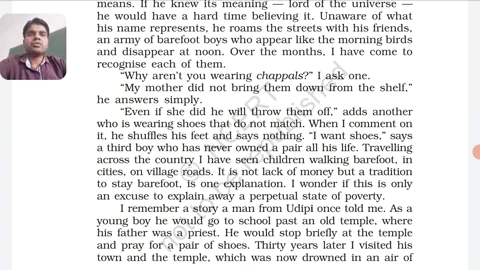 means. If he knew its meaning — lord of the universe —
he would have a hard time believing it. Unaware of what
his name represents, he roams the streets with his friends,
an army of barefoot boys who appear like the morning birds
and disappear at noon. Over the months, I have come to
recognise each of them.
“Why aren’t you wearing chappals?” I ask one.
“My mother did not bring them down from the shelf,”
he answers simply.
“Even if she did he will throw them off,” adds another
who is wearing shoes that do not match. When I comment on
it, he shuffles his feet and says nothing. “I want shoes,” says
a third boy who has never owned a pair all his life. Travelling
across the country I have seen children walking barefoot, in
cities, on village roads. It is not lack of money but a tradition
to stay barefoot, is one explanation. I wonder if this is only
an excuse to explain away a perpetual state of poverty.
I remember a story a man from Udipi once told me. As a
young boy he would go to school past an old temple, where
his father was a priest. He would stop briefly at the temple
and pray for a pair of shoes. Thirty years later I visited his
town and the temple, which was now drowned in an air of